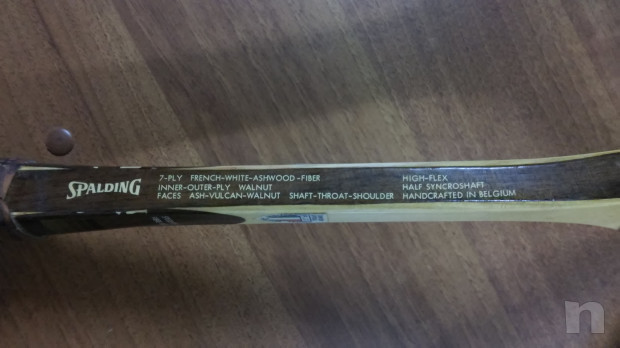 SPALDING
7-PLY FRENCH-WHITE-ASHWOOD-FIBER HIGH-FLEX
INNER-OUTER-PLY WALNUT HALF SYNCROSHAFT
FACES ASH-VULCAN-WALNUT SHAFT-THROAT-SHOULDER HANDCRAFTED IN BELGIUM
n